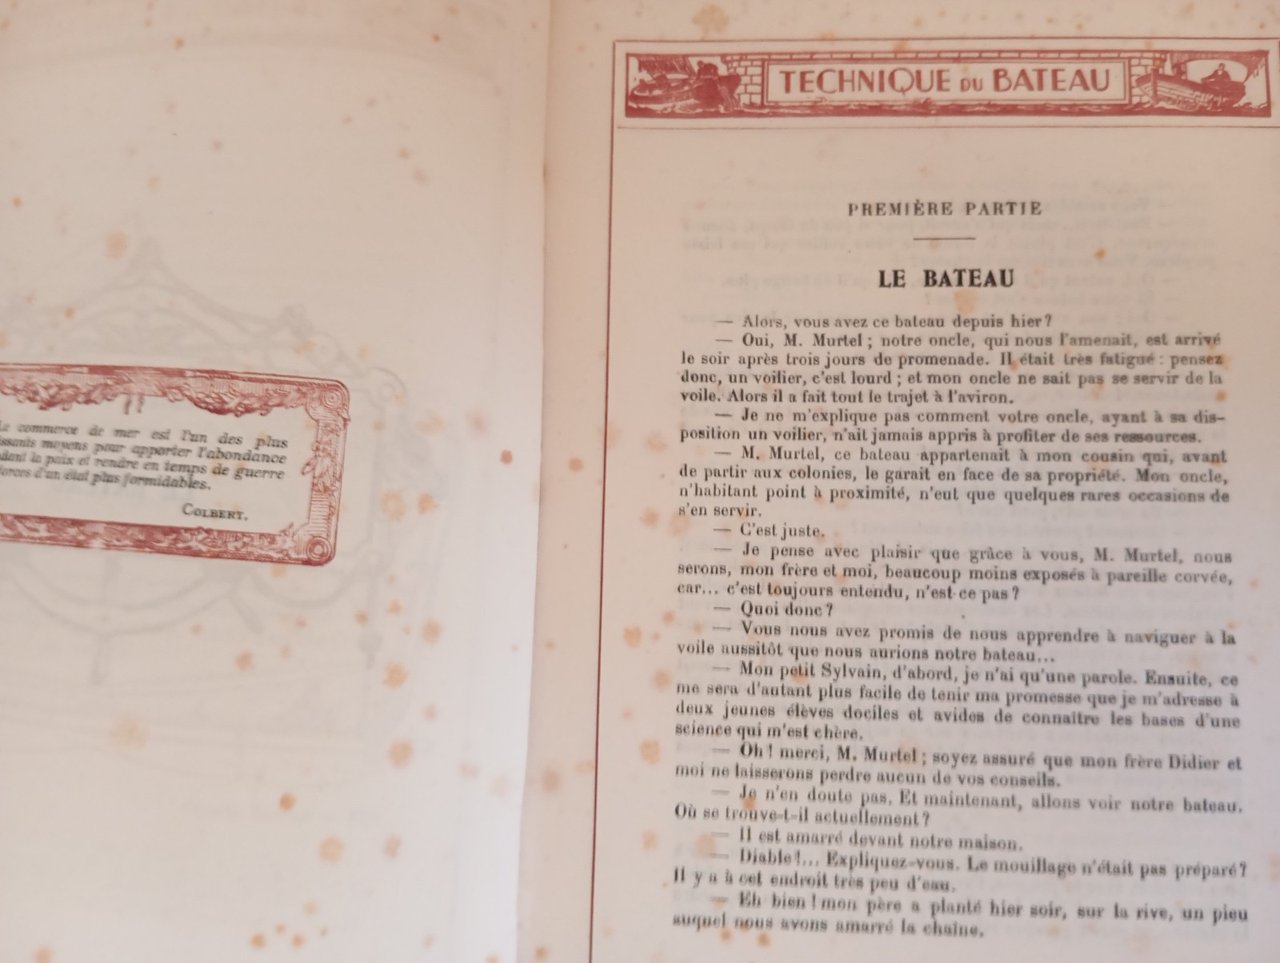 Le commerce de mer est l'un des plus
issants moyens pour apporter l'abondance
dant la paix et rendre en temps de guerre
forces d'un état plus formidables.
COLBERT.
TECHNIQUE DU BATEAU
PREMIÈRE PARTIE
LE BATEAU
— Alors, vous avez ce bateau depuis hier ?
— Oui, M. Murtel ; notre oncle, qui nous l'amenait, est arrivé
le soir après trois jours de promenade. Il était très fatigué : pensez
donc, un voilier, c'est lourd ; et mon oncle ne sait pas se servir de la
voile. Alors il a fait tout le trajet à l'aviron.
— Je ne m'explique pas comment votre oncle, ayant à sa dis-
position un voilier, n'ait jamais appris à profiter de ses ressources.
— M. Murtel, ce bateau appartenait à mon cousin qui, avant
de partir aux colonies, le garait en face de sa propriété. Mon oncle,
n'habitant point à proximité, n'eut que quelques rares occasions de
s'en servir.
— C'est juste.
— Je pense avec plaisir que grâce à vous, M. Murtel, nous
serons, mon frère et moi, beaucoup moins exposés à pareille corvée,
car... c'est toujours entendu, n'est-ce pas ?
— Quoi donc ?
— Vous nous avez promis de nous apprendre à naviguer à la
voile aussitôt que nous aurions notre bateau...
— Mon petit Sylvain, d'abord, je n'ai qu'une parole. Ensuite, ce
me sera d'autant plus facile de tenir ma promesse que je m'adresse à
deux jeunes élèves dociles et avides de connaître les bases d'une
science qui m'est chère.
— Oh ! merci, M. Murtel ; soyez assuré que mon frère Didier et
moi ne laisserons perdre aucun de vos conseils.
— Je n'en doute pas. Et maintenant, allons voir notre bateau.
Où se trouve-t-il actuellement ?
— Il est amarré devant notre maison.
— Diable !... Expliquez-vous. Le mouillage n'était pas préparé ?
Il y a à cet endroit très peu d'eau.
— Eh bien ! mon père a planté hier soir, sur la rive, un pieu
auquel nous avons amarré la chaîne.